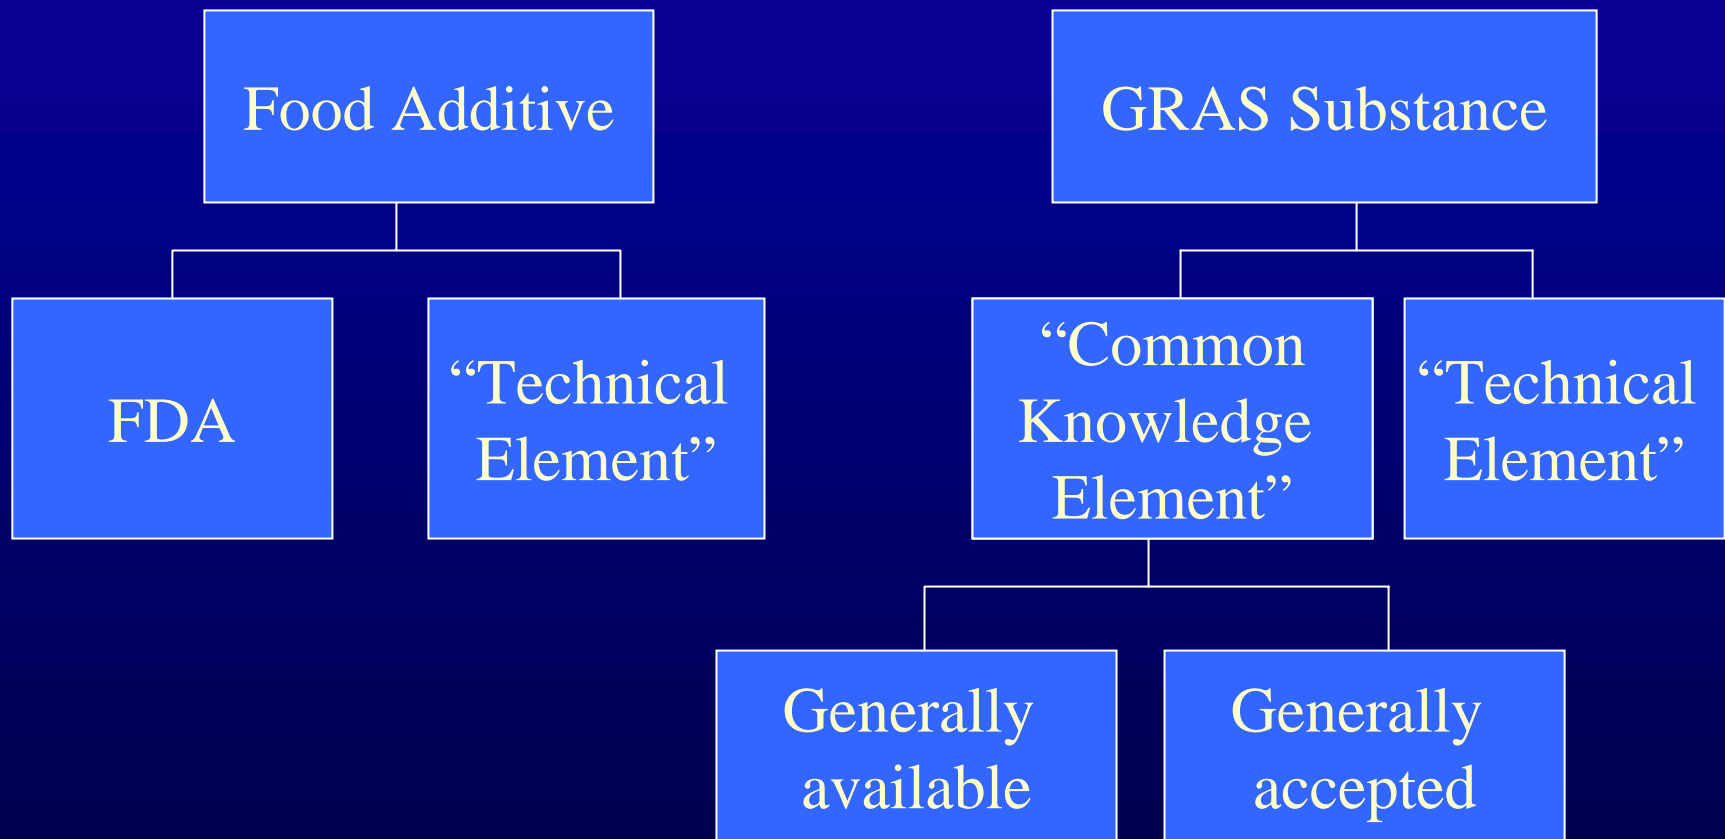 Food Additive
GRAS Substance
FDA
“Technical
Element”
“Common
Knowledge
Element”
“Technical
Element”
Generally
available
Generally
accepted